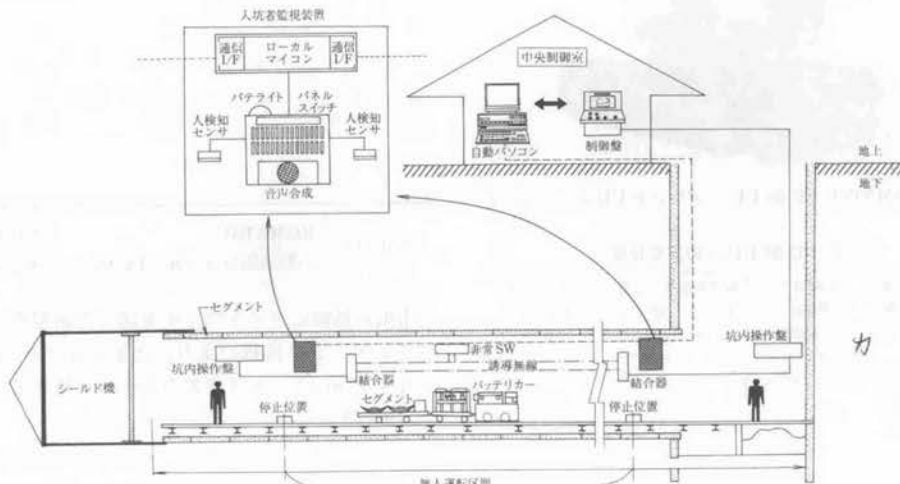 入坑者監視装置
通信
I/F
ローカル
マイコン
通信
I/F
パテライト
パネル
スイッチ
人検知
センサ
人検知
センサ
音声合成
中央制御室
自動パソコン
制御盤
地上
地下
セグメント
坑内操作盤
非常SW
誘導無線
坑内操作盤
結合器
結合器
シールド機
セグメント
バッテリカー
停止位置
停止位置
無人運転区間
カ